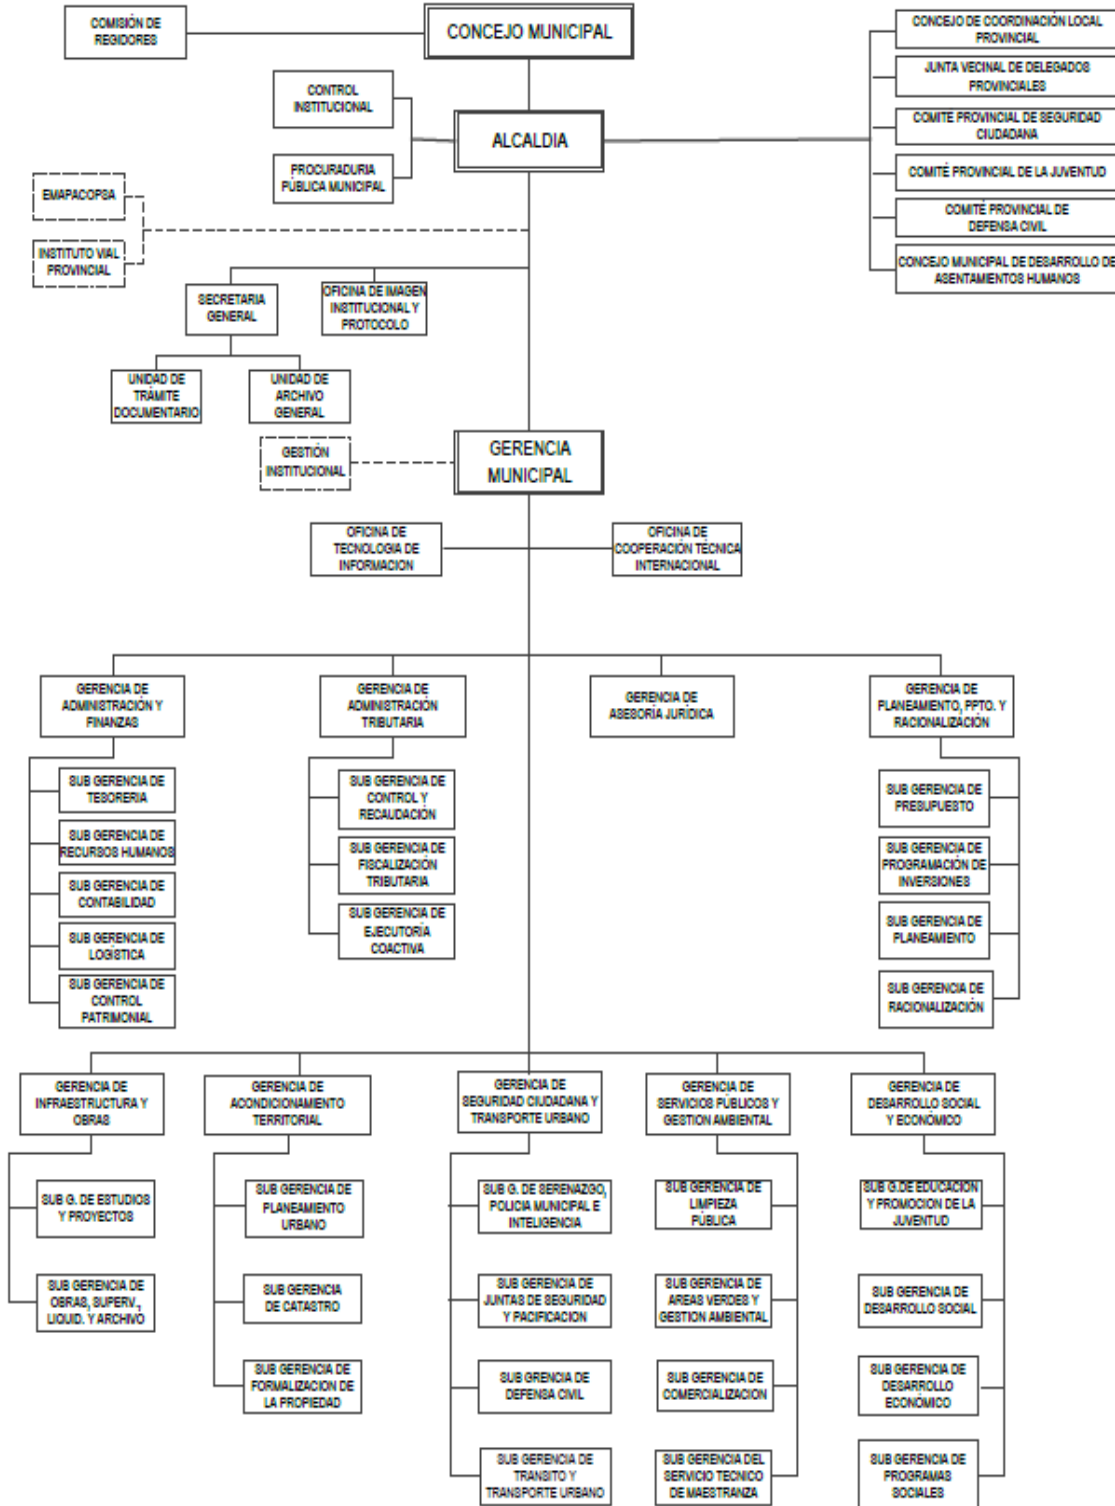 COMISIÓN DE
REGIDORES
CONCEJO MUNICIPAL
CONCEJO DE COORDINACIÓN LOCAL
PROVINCIAL
JUNTA VECINAL DE DELEGADOS
PROVINCIALES
COMITÉ PROVINCIAL DE SEGURIDAD
CIUDADANA
COMITÉ PROVINCIAL DE LA JUVENTUD
COMITÉ PROVINCIAL DE
DEFENSA CIVIL
CONCEJO MUNICIPAL DE DESARROLLO DE
ASENTAMIENTOS HUMANOS
CONTROL
INSTITUCIONAL
ALCALDIA
PROCURADURIA
PÚBLICA MUNICIPAL
EMAPACOPSA
INSTITUTO VIAL
PROVINCIAL
SECRETARIA
GENERAL
OFICINA DE IMAGEN
INSTITUCIONAL Y
PROTOCOLO
UNIDAD DE
TRÁMITE
DOCUMENTARIO
UNIDAD DE
ARCHIVO
GENERAL
GESTIÓN
INSTITUCIONAL
GERENCIA
MUNICIPAL
OFICINA DE
TECNOLOGIA DE
INFORMACION
OFICINA DE
COOPERACIÓN TÉCNICA
INTERNACIONAL
GERENCIA DE
ADMINISTRACIÓN Y
FINANZAS
GERENCIA DE
ADMINISTRACIÓN
TRIBUTARIA
GERENCIA DE
ASESORÍA JURÍDICA
GERENCIA DE
PLANEAMIENTO, PPTO. Y
RACIONALIZACIÓN
SUB GERENCIA DE
TESORERIA
SUB GERENCIA DE
RECURSOS HUMANOS
SUB GERENCIA DE
CONTABILIDAD
SUB GERENCIA DE
LOGÍSTICA
SUB GERENCIA DE
CONTROL
PATRIMONIAL
SUB GERENCIA DE
CONTROL Y
RECAUDACIÓN
SUB GERENCIA DE
FISCALIZACIÓN
TRIBUTARIA
SUB GERENCIA DE
EJECUTORÍA
COACTIVA
SUB GERENCIA DE
PRESUPUESTO
SUB GERENCIA DE
PROGRAMACIÓN DE
INVERSIONES
SUB GERENCIA DE
PLANEAMIENTO
SUB GERENCIA DE
RACIONALIZACIÓN
GERENCIA DE
INFRAESTRUCTURA Y
OBRAS
GERENCIA DE
ACONDICIONAMIENTO
TERRITORIAL
GERENCIA DE
SEGURIDAD CIUDADANA Y
TRANSPORTE URBANO
GERENCIA DE
SERVICIOS PÚBLICOS Y
GESTION AMBIENTAL
GERENCIA DE
DESARROLLO SOCIAL
Y ECONÓMICO
SUB G. DE ESTUDIOS
Y PROYECTOS
SUB GERENCIA DE
OBRAS, SUPERV.,
LIQUID. Y ARCHIVO
SUB GERENCIA DE
PLANEAMIENTO
URBANO
SUB GERENCIA
DE CATASTRO
SUB GERENCIA DE
FORMALIZACION DE
LA PROPIEDAD
SUB G. DE SERENAZGO,
POLICIA MUNICIPAL E
INTELIGENCIA
SUB GERENCIA DE
JUNTAS DE SEGURIDAD
Y PACIFICACION
SUB GRENCIA DE
DEFENSA CIVIL
SUB GERENCIA DE
TRANSITO Y
TRANSPORTE URBANO
SUB GERENCIA DE
LIMPIEZA
PÚBLICA
SUB GERENCIA DE
AREAS VERDES Y
GESTION AMBIENTAL
SUB GERENCIA DE
COMERCIALIZACION
SUB GERENCIA DEL
SERVICIO TECNICO
DE MAESTRANZA
SUB G.DE EDUCACION
Y PROMOCION DE LA
JUVENTUD
SUB GERENCIA DE
DESARROLLO SOCIAL
SUB GERENCIA DE
DESARROLLO
ECONÓMICO
SUB GERENCIA DE
PROGRAMAS
SOCIALES